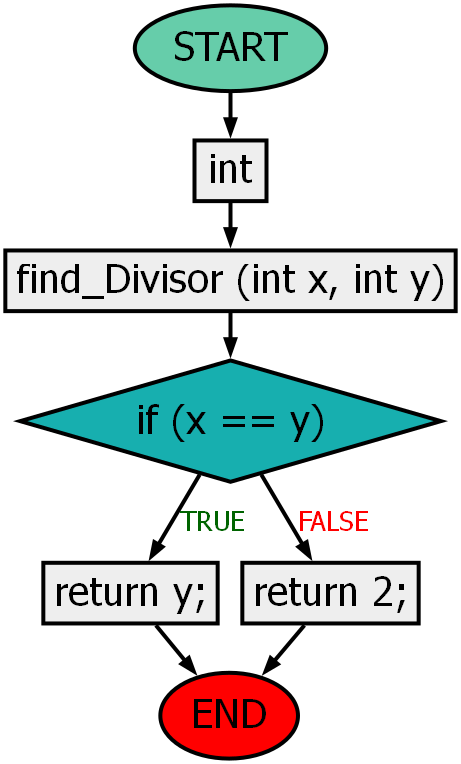 START
int
find_Divisor (int x, int y)
if (x == y)
TRUE
FALSE
return y;
return 2;
END